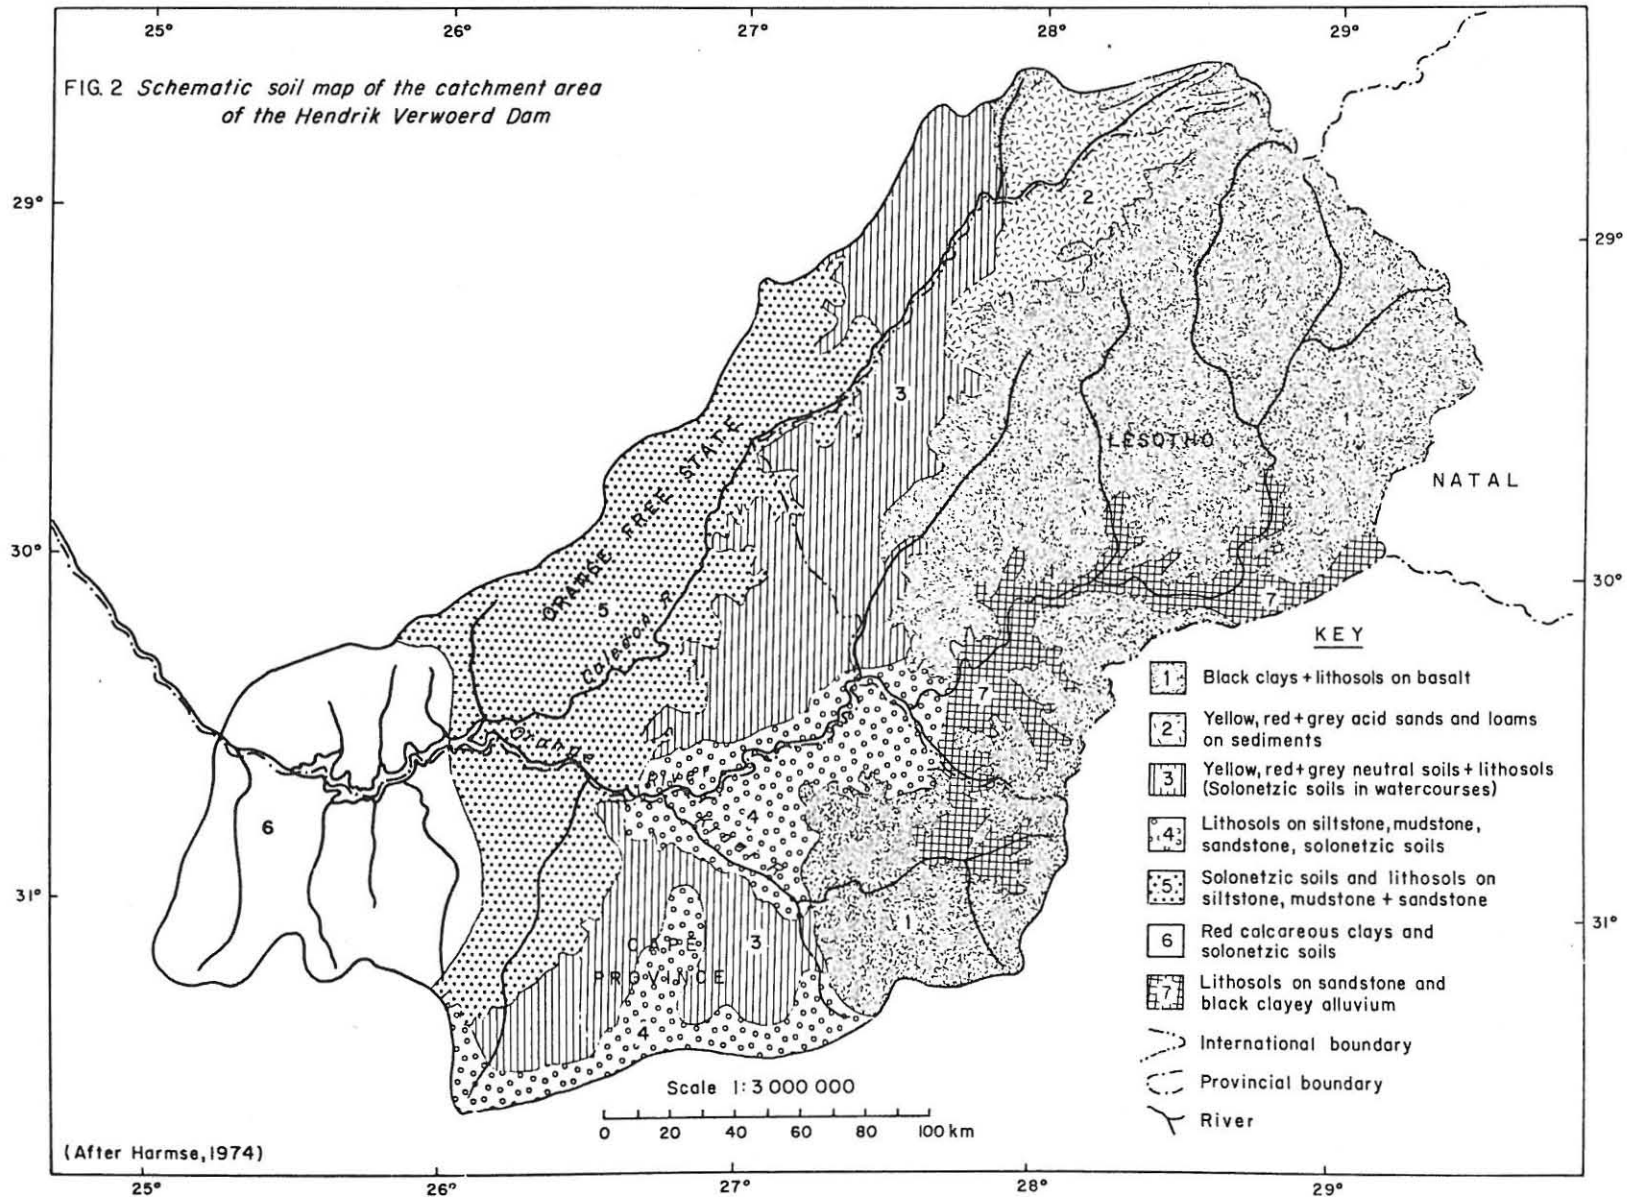 25° 26° 27° 28° 29°
FIG. 2 Schematic soil map of the catchment area
of the Hendrik Verwoerd Dam
29°
29°
2
3
1
LESOTHO
NATAL
ORANGE FREE STATE
30°
30°
5
Caledon R.
7
7
Orange
River
4
6
31°
31°
1
3
CAPE
PROVINCE
4
KEY
1 Black clays + lithosols on basalt
2 Yellow, red + grey acid sands and loams
on sediments
3 Yellow, red + grey neutral soils + lithosols
(Solonetzic soils in watercourses)
4 Lithosols on siltstone, mudstone,
sandstone, solonetzic soils
5 Solonetzic soils and lithosols on
siltstone, mudstone + sandstone
6 Red calcareous clays and
solonetzic soils
7 Lithosols on sandstone and
black clayey alluvium
International boundary
Provincial boundary
River
Scale 1:3 000 000
0 20 40 60 80 100 km
(After Harmse, 1974)
25° 26° 27° 28° 29°